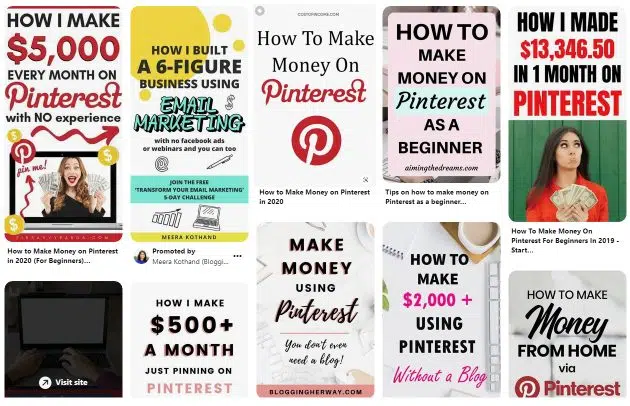 HOW I MAKE
$5,000
EVERY MONTH ON
Pinterest
with NO experience
pin me!
How to Make Money on Pinterest
in 2020 (For Beginners)...
HOW I BUILT
A 6-FIGURE
BUSINESS USING
EMAIL
MARKETING
with no facebook ads
or webinars and you can too
JOIN THE FREE
'TRANSFORM YOUR EMAIL MARKETING'
5-DAY CHALLENGE
MEERA KOTHAND
Promoted by
Meera Kothand (Bloggi...
COSTOFINCOME.COM
How To Make
Money On
Pinterest
How to Make Money on Pinterest
in 2020
HOW TO
MAKE
MONEY ON
Pinterest
AS A
BEGINNER
aimingthedreams.com
Tips on how to make money on
Pinterest as a beginner...
HOW I MADE
$13,346.50
IN 1 MONTH ON
PINTEREST
How To Make Money On
Pinterest For Beginners In 2019 -
Start...
Visit site
HOW I MAKE
$500+
A MONTH
JUST PINNING ON
PINTEREST
MAKE
MONEY
USING
Pinterest
You don't even
need a blog!
BLOGGINGHERWAY.COM
HOW TO
MAKE
$2,000 +
USING
PINTEREST
Without a Blog
HOW TO MAKE
Money
FROM HOME
via
Pinterest